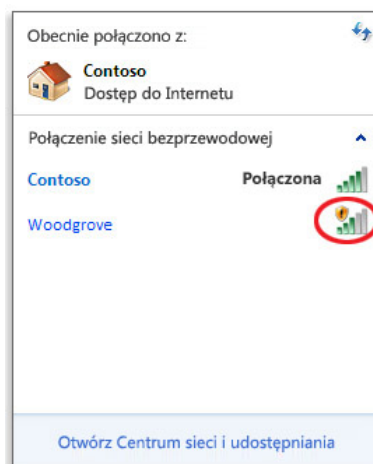 Obecnie połączono z:
Contoso
Dostęp do Internetu
Połączenie sieci bezprzewodowej
Contoso Połączona
Woodgrove
Otwórz Centrum sieci i udostępniania